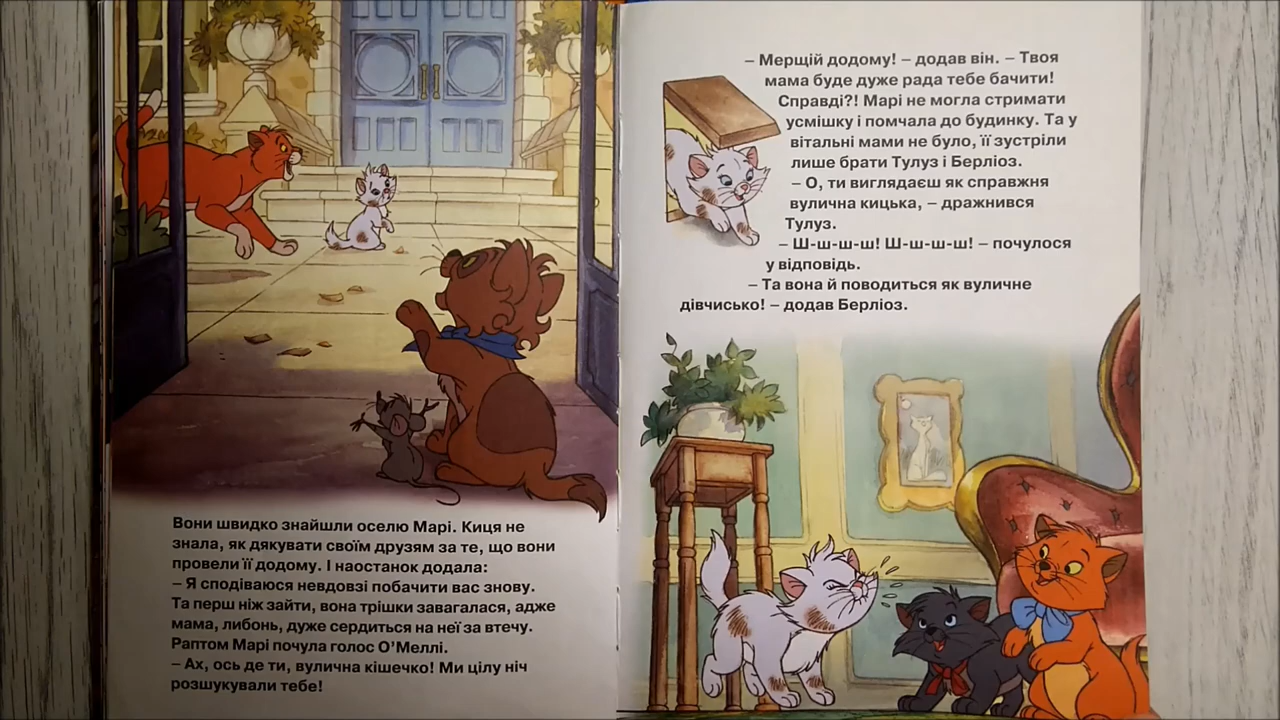 Вони швидко знайшли оселю Марі. Киця не
знала, як дякувати своїм друзям за те, що вони
провели її додому. І наостанок додала:
– Я сподіваюся невдовзі побачити вас знову.
Та перш ніж зайти, вона трішки завагалася, адже
мама, либонь, дуже сердиться на неї за втечу.
Раптом Марі почула голос О'Меллі.
– Ах, ось де ти, вулична кішечко! Ми цілу ніч
розшукували тебе!
– Мерщій додому! – додав він. – Твоя
мама буде дуже рада тебе бачити!
Справді?! Марі не могла стримати
усмішку і помчала до будинку. Та у
вітальні мами не було, її зустріли
лише брати Тулуз і Берліоз.
– О, ти виглядаєш як справжня
вулична кицька, – дражнився
Тулуз.
– Ш-ш-ш-ш! Ш-ш-ш-ш! – почулося
у відповідь.
– Та вона й поводиться як вуличне
дівчисько! – додав Берліоз.